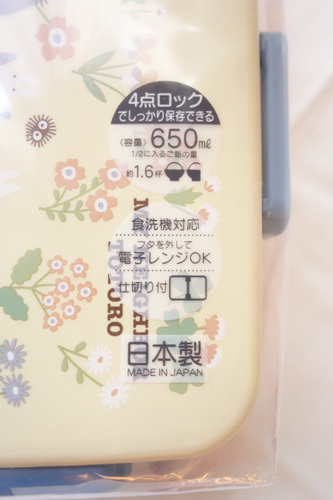 4点ロック
でしっかり保存できる
〈容量〉650ml
1/2に入るご飯の量
約1.6杯
食洗機対応
フタを外して
電子レンジOK
仕切り付
日本製
MADE IN JAPAN
MY NEIGHBOR
TOTORO